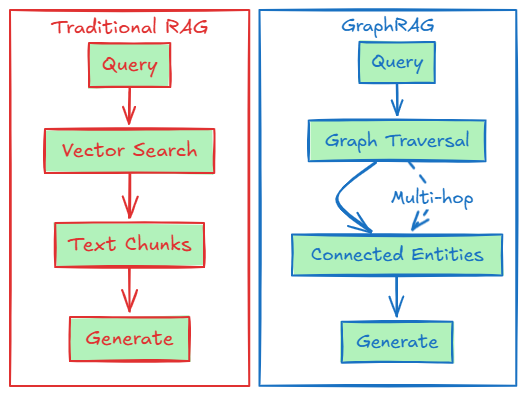 Traditional RAG
Query
Vector Search
Text Chunks
Generate
GraphRAG
Query
Graph Traversal
Multi-hop
Connected Entities
Generate